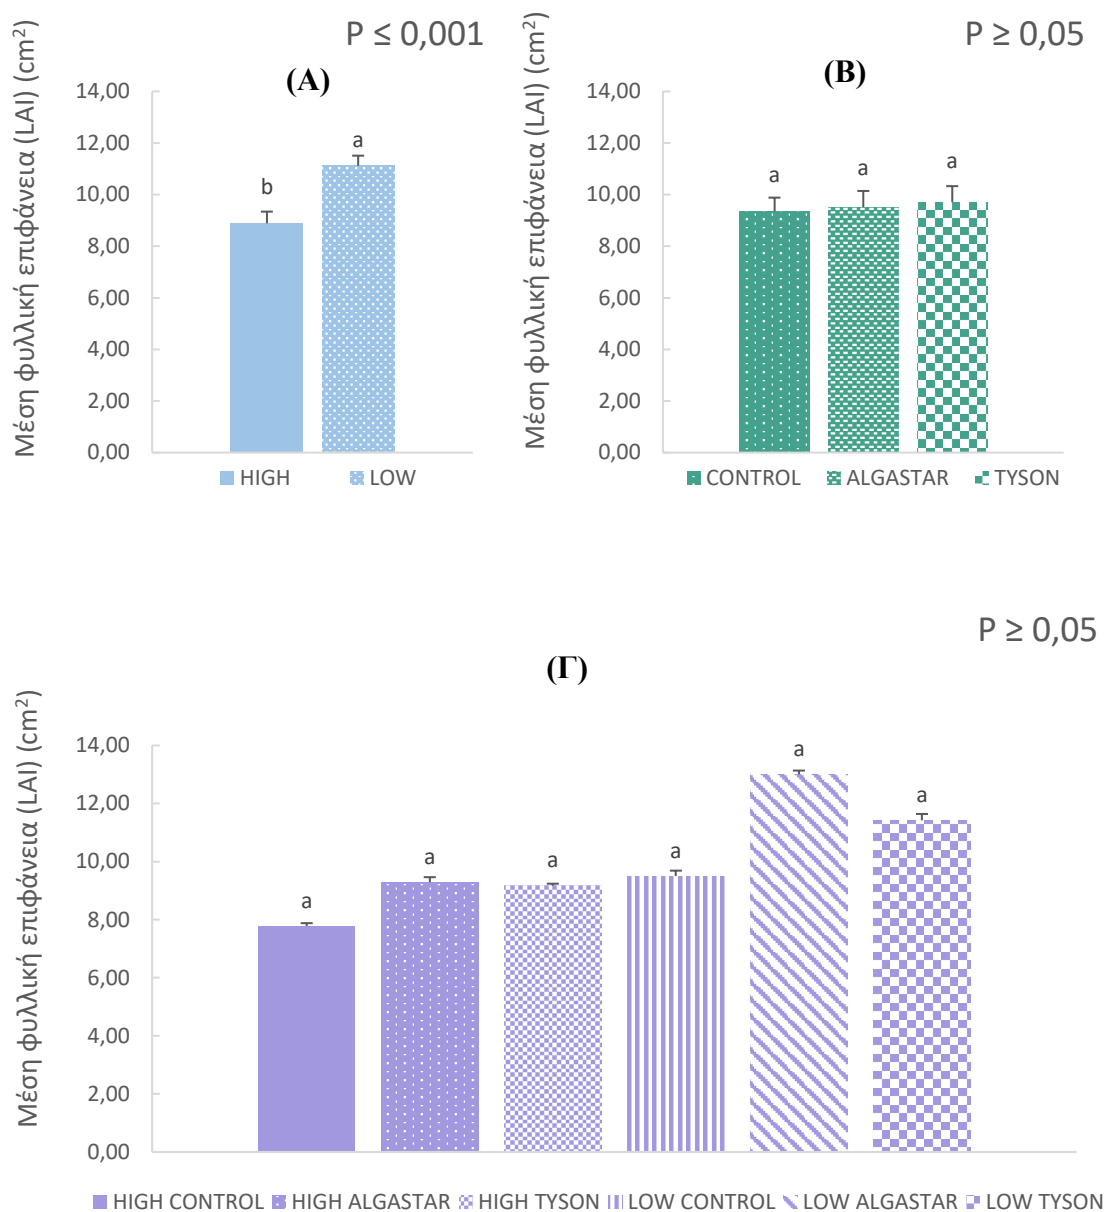 P ≤ 0,001
P ≥ 0,05
(A)
(B)
Μέση φυλλική επιφάνεια (LAI) (cm²)
14,00
12,00
10,00
8,00
6,00
4,00
2,00
0,00
b
a
HIGH
LOW
Μέση φυλλική επιφάνεια (LAI) (cm²)
14,00
12,00
10,00
8,00
6,00
4,00
2,00
0,00
a
a
a
CONTROL
ALGASTAR
TYSON
P ≥ 0,05
(Γ)
Μέση φυλλική επιφάνεια (LAI) (cm²)
14,00
12,00
10,00
8,00
6,00
4,00
2,00
0,00
a
a
a
a
a
a
HIGH CONTROL
HIGH ALGASTAR
HIGH TYSON
LOW CONTROL
LOW ALGASTAR
LOW TYSON